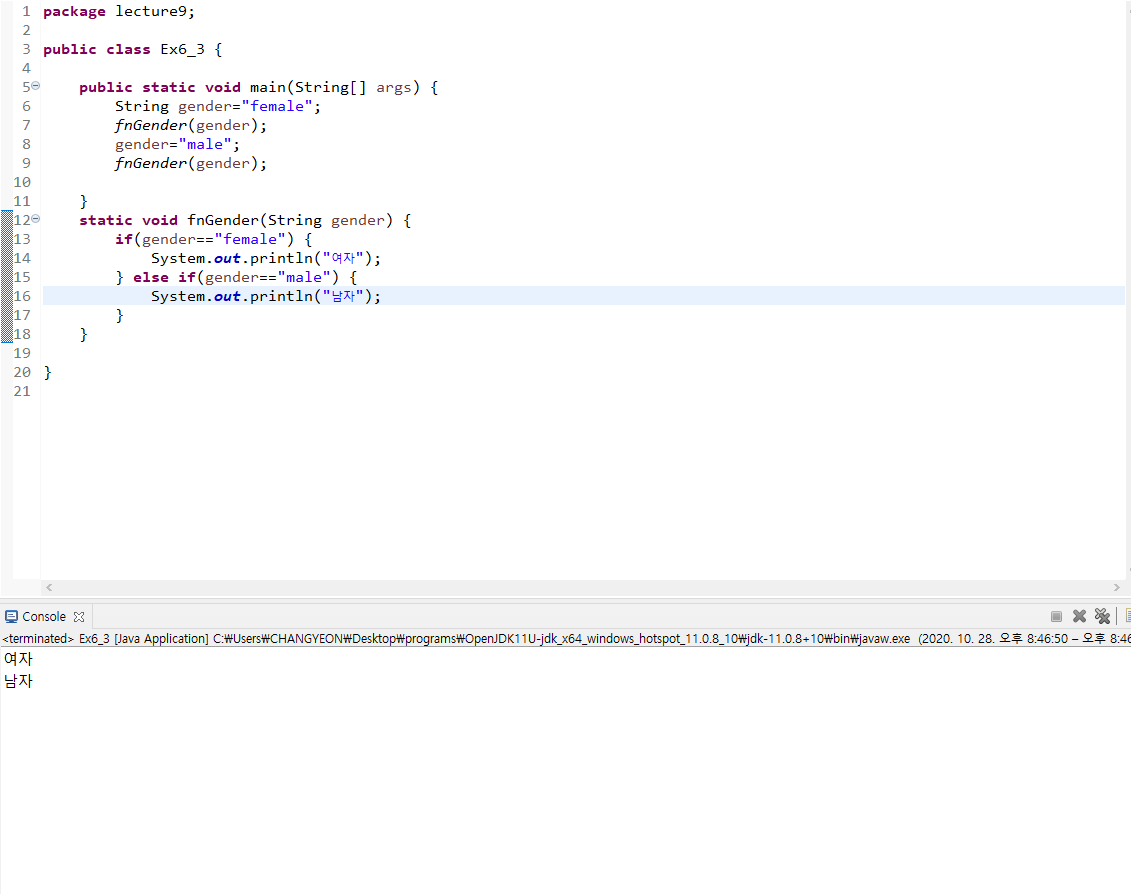 1 package lecture9;
2
3 public class Ex6_3 {
4
5 public static void main(String[] args) {
6 String gender="female";
7 fnGender(gender);
8 gender="male";
9 fnGender(gender);
10
11 }
12 static void fnGender(String gender) {
13 if(gender=="female") {
14 System.out.println("여자");
15 } else if(gender=="male") {
16 System.out.println("남자");
17 }
18 }
19
20 }
21
Console
<terminated> Ex6_3 [Java Application] C:₩Users₩CHANGYEON₩Desktop₩programs₩OpenJDK11U-jdk_x64_windows_hotspot_11.0.8_10₩jdk-11.0.8+10₩bin₩javaw.exe (2020. 10. 28. 오후 8:46:50 – 오후 8:46
여자
남자